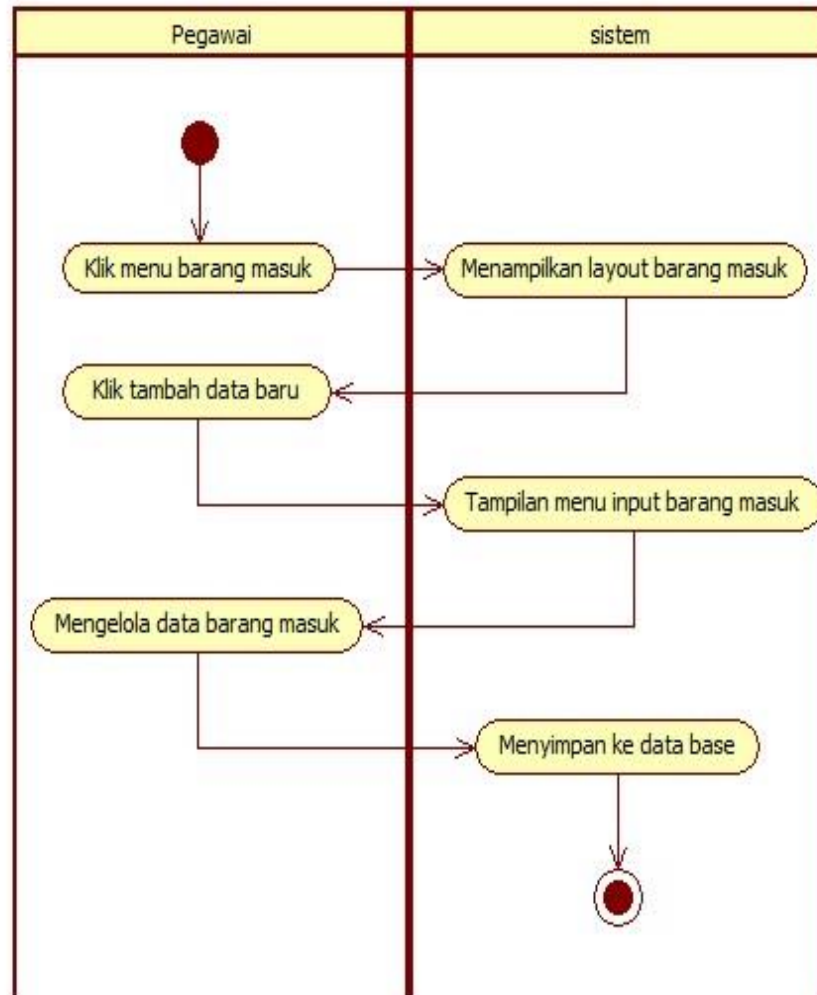 Pegawai
sistem
Klik menu barang masuk
Menampilkan layout barang masuk
Klik tambah data baru
Tampilan menu input barang masuk
Mengelola data barang masuk
Menyimpan ke data base